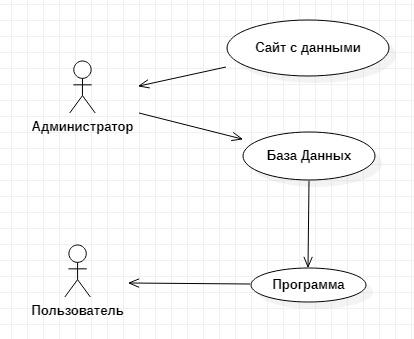 Сайт с данными
Администратор
База Данных
Программа
Пользователь